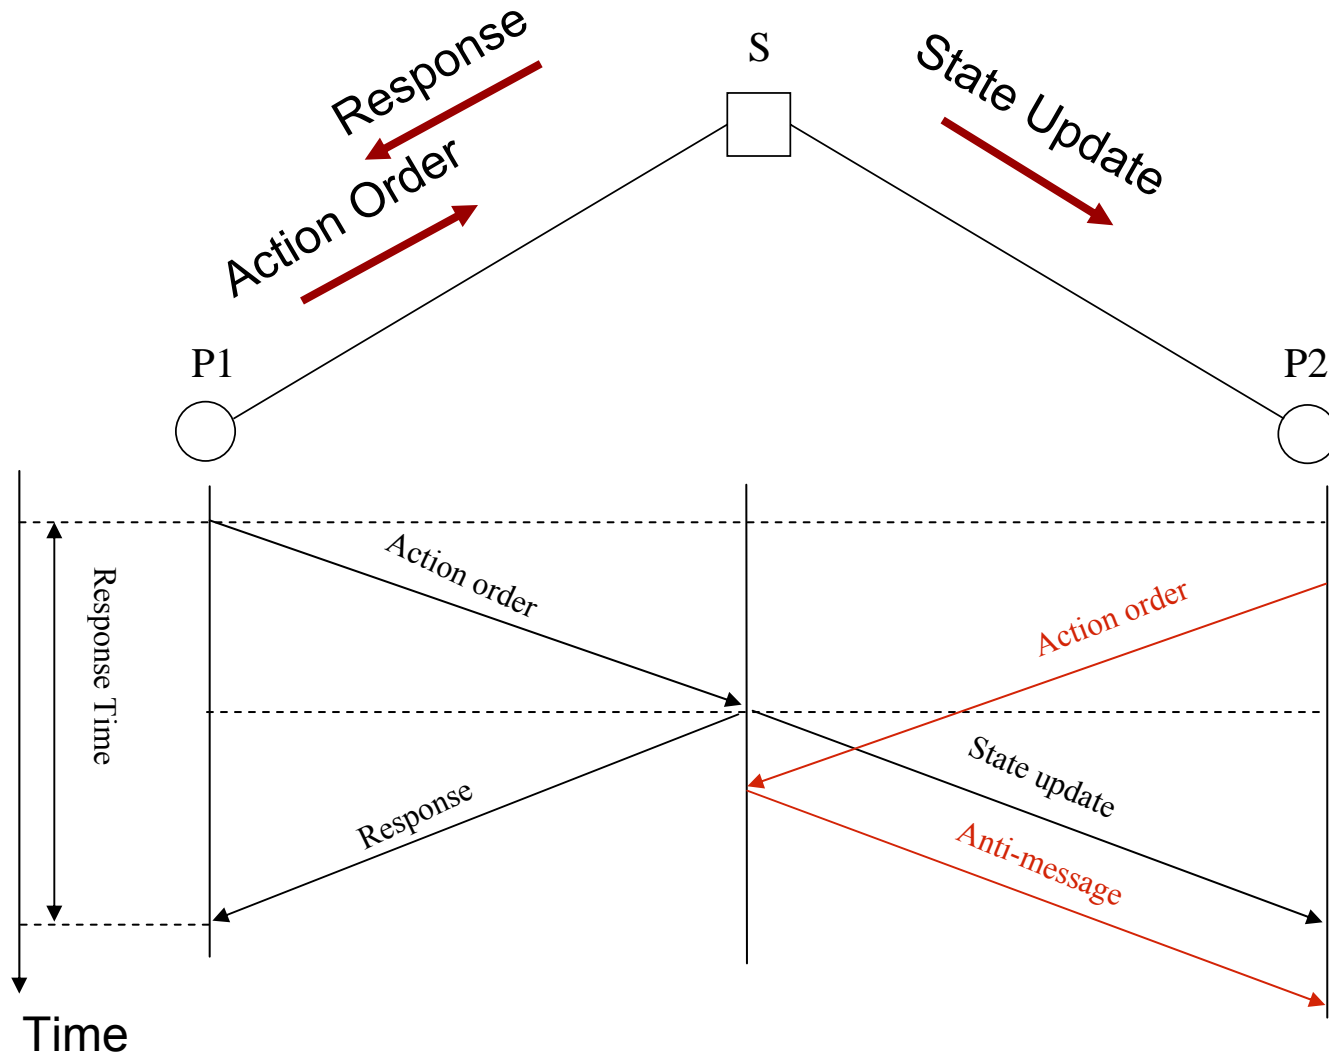 S
Response
State Update
Action Order
P1
P2
Action order
Action order
Response Time
State update
Response
Anti-message
Time